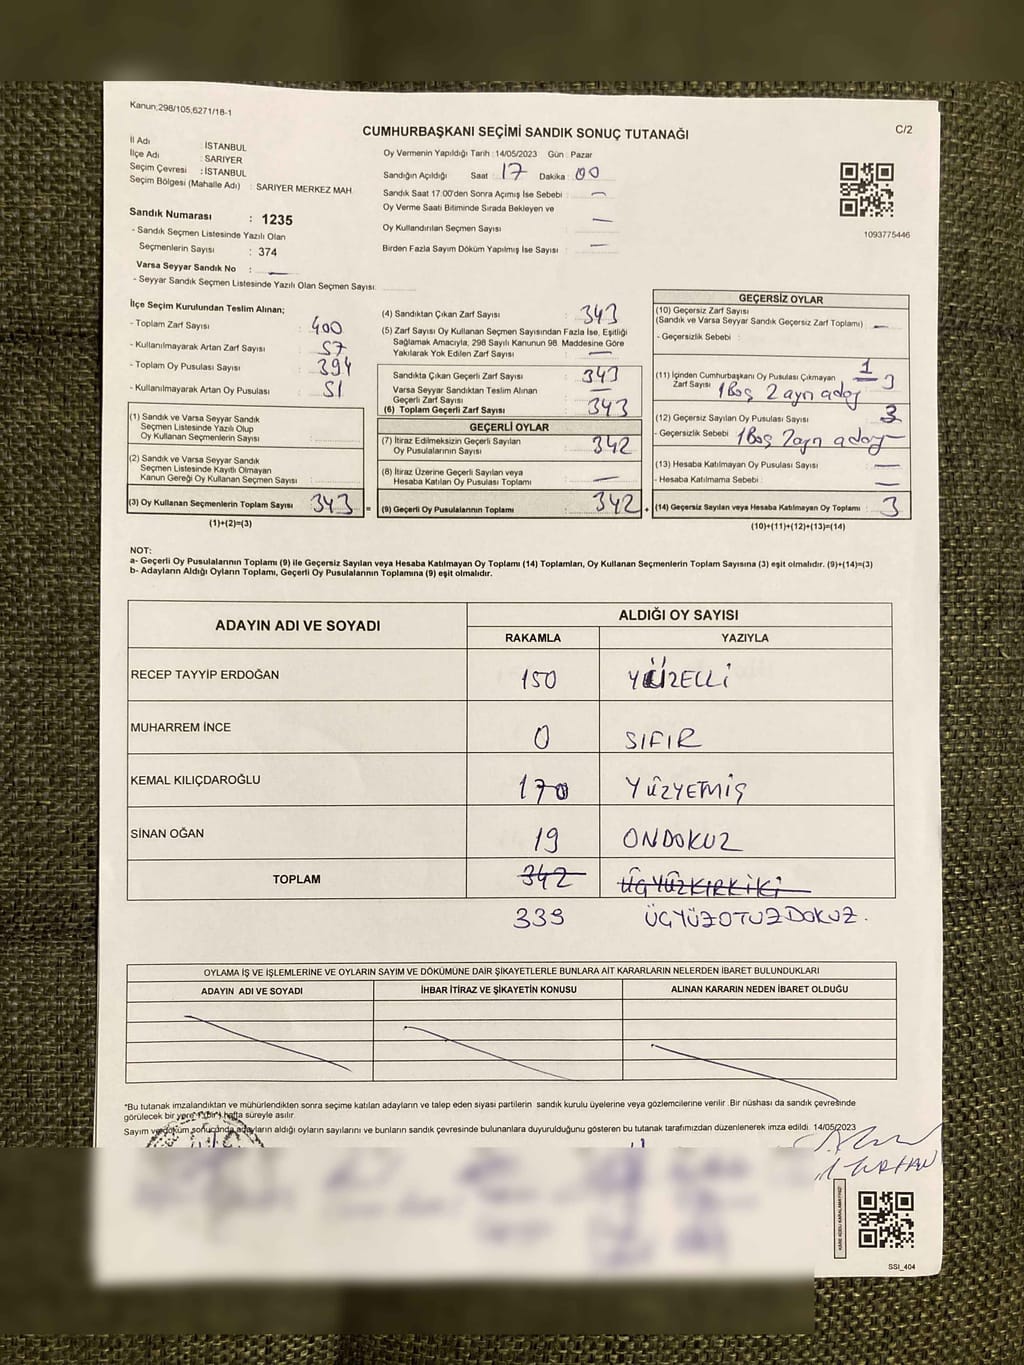 Kanun,298/105,6271/18-1
CUMHURBAŞKANI SEÇİMİ SANDIK SONUÇ TUTANAĞI
C/2
İl Adı : İSTANBUL
İlçe Adı : SARIYER
Seçim Çevresi : İSTANBUL
Seçim Bölgesi (Mahalle Adı) : SARIYER MERKEZ MAH.
Sandık Numarası : 1235
- Sandık Seçmen Listesinde Yazılı Olan
Seçmenlerin Sayısı : 374
Varsa Seyyar Sandık No : —
- Seyyar Sandık Seçmen Listesinde Yazılı Olan Seçmen Sayısı:
Oy Vermenin Yapıldığı Tarih : 14/05/2023 Gün : Pazar
Sandığın Açıldığı Saat : 17 Dakika : 00
Sandık Saat 17:00'den Sonra Açımış İse Sebebi : —
Oy Verme Saati Bitiminde Sırada Bekleyen ve
Oy Kullandırılan Seçmen Sayısı : —
Birden Fazla Sayım Döküm Yapılmış İse Sayısı : —
1093775446
İlçe Seçim Kurulundan Teslim Alınan;
- Toplam Zarf Sayısı : 400
- Kullanılmayarak Artan Zarf Sayısı : 57
- Toplam Oy Pusulası Sayısı : 394
- Kullanılmayarak Artan Oy Pusulası : 51
(1) Sandık ve Varsa Seyyar Sandık
Seçmen Listesinde Yazılı Olup
Oy Kullanan Seçmenlerin Sayısı :
(2) Sandık ve Varsa Seyyar Sandık
Seçmen Listesinde Kayıtlı Olmayan
Kanun Gereği Oy Kullanan Seçmen Sayısı :
(3) Oy Kullanan Seçmenlerin Toplam Sayısı : 343
(1)+(2)=(3)
(4) Sandıktan Çıkan Zarf Sayısı : 343
(5) Zarf Sayısı Oy Kullanan Seçmen Sayısından Fazla İse, Eşitliği
Sağlamak Amacıyla, 298 Sayılı Kanunun 98. Maddesine Göre
Yakılarak Yok Edilen Zarf Sayısı : —
Sandıkta Çıkan Geçerli Zarf Sayısı : 343
Varsa Seyyar Sandıktan Teslim Alınan
Geçerli Zarf Sayısı : —
(6) Toplam Geçerli Zarf Sayısı : 343
GEÇERLİ OYLAR
(7) İtiraz Edilmeksizin Geçerli Sayılan
Oy Pusulalarının Sayısı : 342
(8) İtiraz Üzerine Geçerli Sayılan veya
Hesaba Katılan Oy Pusulası Toplamı : —
= (9) Geçerli Oy Pusulalarının Toplamı : 342 +
GEÇERSİZ OYLAR
(10) Geçersiz Zarf Sayısı
(Sandık ve Varsa Seyyar Sandık Geçersiz Zarf Toplamı) : —
- Geçersizlik Sebebi :
(11) İçinden Cumhurbaşkanı Oy Pusulası Çıkmayan
Zarf Sayısı : 1 3
1 Boş 2 ayrı aday
(12) Geçersiz Sayılan Oy Pusulası Sayısı : 3
- Geçersizlik Sebebi : 1 Boş 2 ayrı aday
(13) Hesaba Katılmayan Oy Pusulası Sayısı : —
- Hesaba Katılmama Sebebi : —
(14) Geçersiz Sayılan veya Hesaba Katılmayan Oy Toplamı : 3
(10)+(11)+(12)+(13)=(14)
NOT:
a- Geçerli Oy Pusulalarının Toplamı (9) ile Geçersiz Sayılan veya Hesaba Katılmayan Oy Toplamı (14) Toplamları, Oy Kullanan Seçmenlerin Toplam Sayısına (3) eşit olmalıdır. (9)+(14)=(3)
b- Adayların Aldığı Oyların Toplamı, Geçerli Oy Pusulalarının Toplamına (9) eşit olmalıdır.
ADAYIN ADI VE SOYADI ALDIĞI OY SAYISI
RAKAMLA YAZIYLA
RECEP TAYYİP ERDOĞAN 150 YÜZELLİ
MUHARREM İNCE 0 SIFIR
KEMAL KILIÇDAROĞLU 170 YÜZYETMİŞ
SİNAN OĞAN 19 ONDOKUZ
TOPLAM 342 ÜÇYÜZKIRKİKİ
339 ÜÇYÜZOTUZDOKUZ.
OYLAMA İŞ VE İŞLEMLERİNE VE OYLARIN SAYIM VE DÖKÜMÜNE DAİR ŞİKAYETLERLE BUNLARA AİT KARARLARIN NELERDEN İBARET BULUNDUKLARI
ADAYIN ADI VE SOYADI İHBAR İTİRAZ VE ŞİKAYETİN KONUSU ALINAN KARARIN NEDEN İBARET OLDUĞU
*Bu tutanak imzalandıktan ve mühürlendikten sonra seçime katılan adayların ve talep eden siyasi partilerin sandık kurulu üyelerine veya gözlemcilerine verilir. Bir nüshası da sandık çevresinde
görülecek bir yere (Bir) hafta süreyle asılır.
Sayım ve döküm sonucunda adayların aldığı oyların sayılarını ve bunların sandık çevresinde bulunanlara duyurulduğunu gösteren bu tutanak tarafımızdan düzenlenerek imza edildi. 14/05/2023
SSI_404